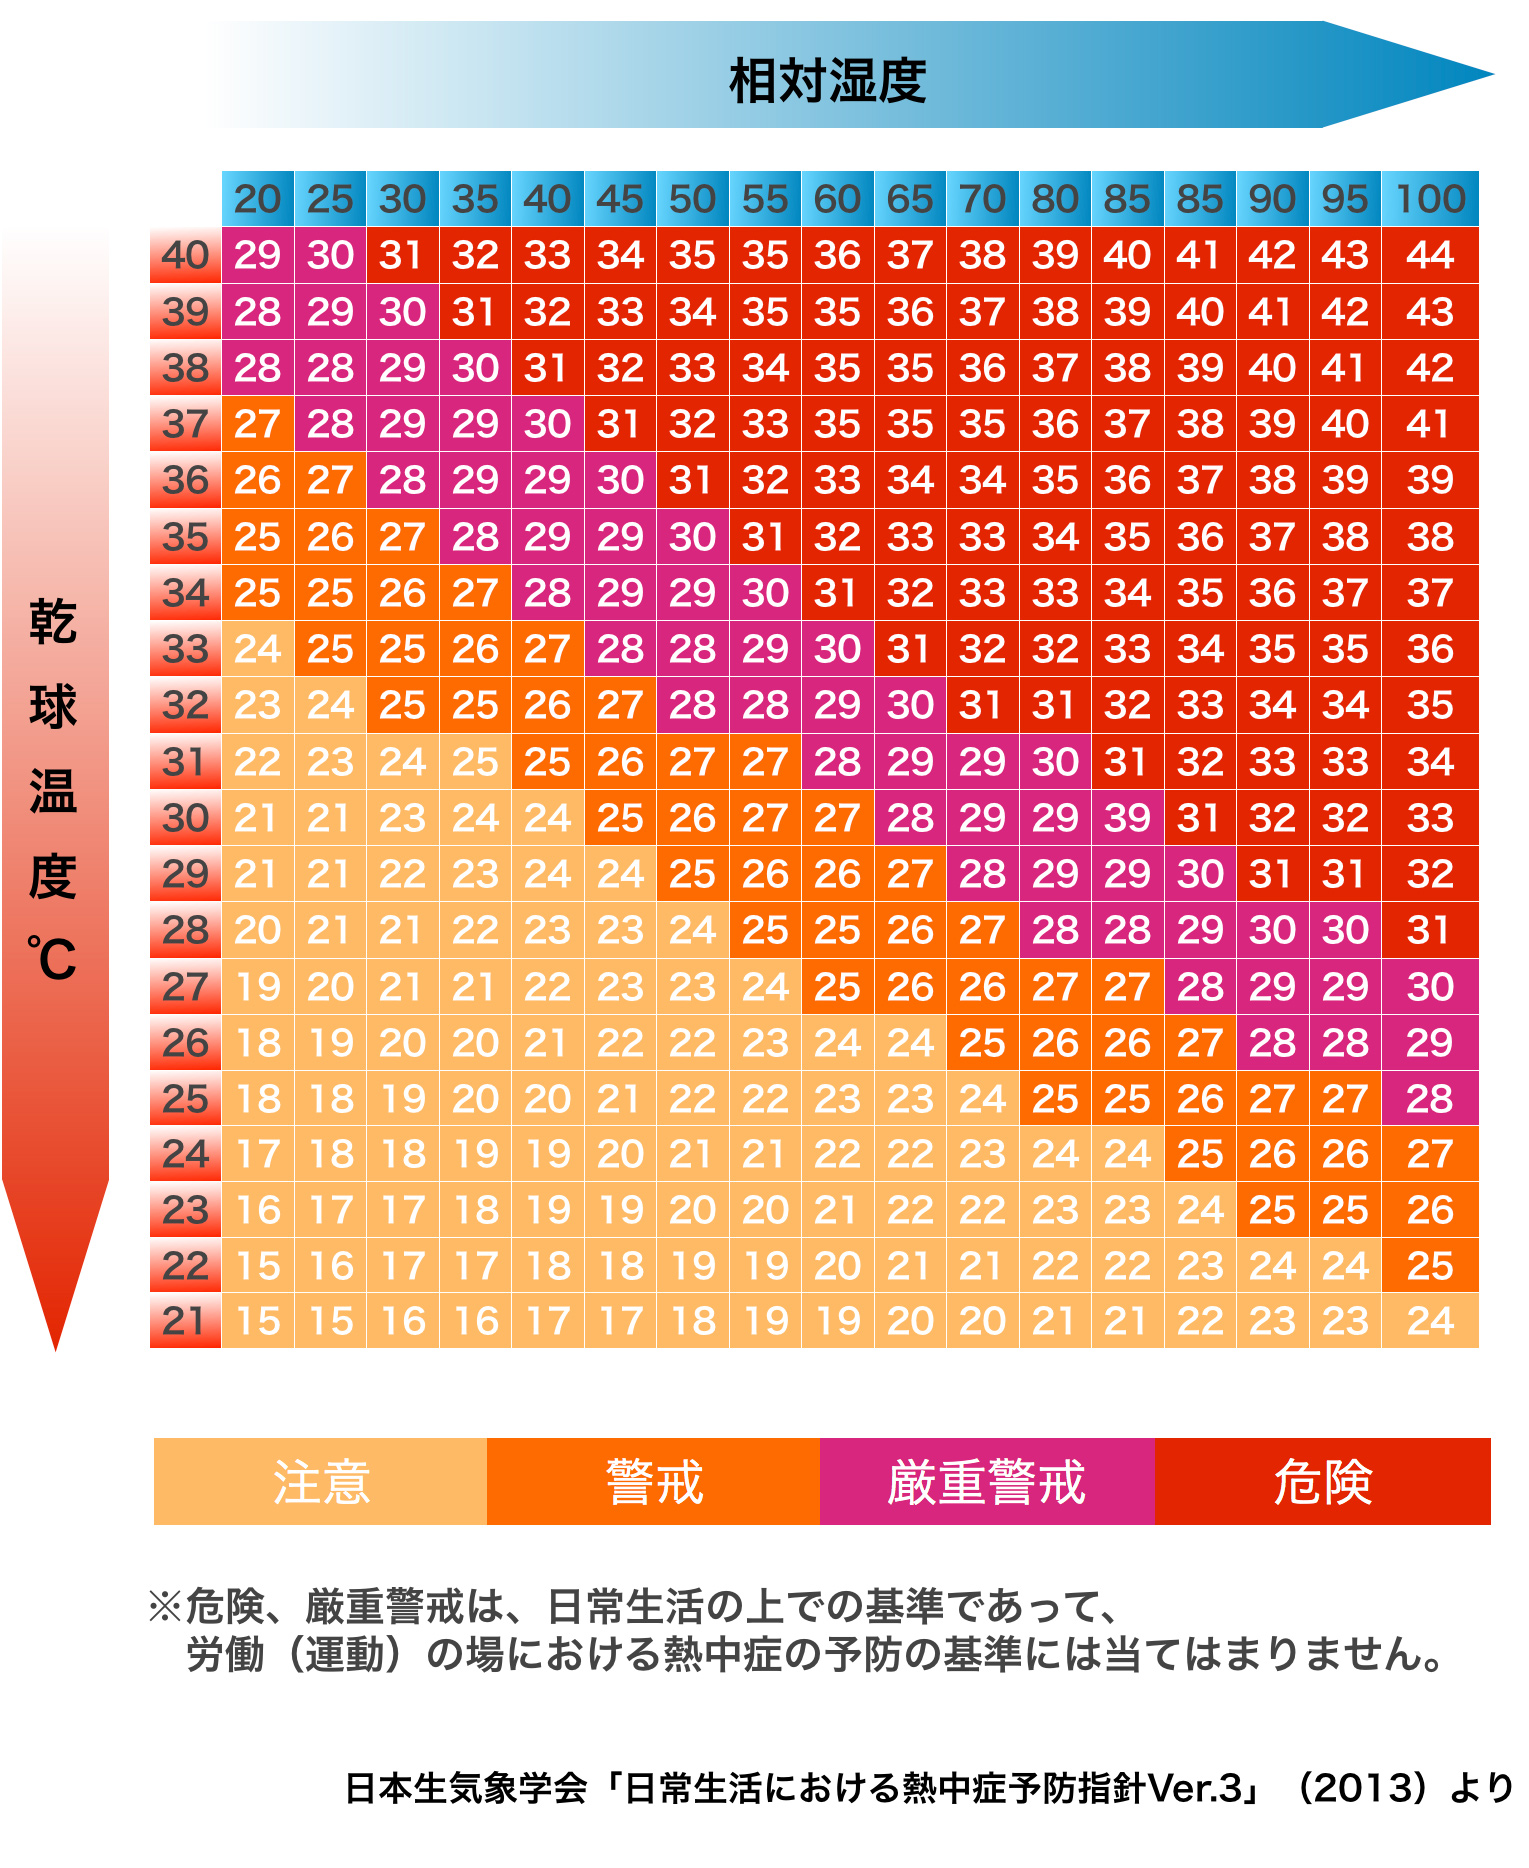 相対湿度
20 25 30 35 40 45 50 55 60 65 70 80 85 85 90 95 100
40 29 30 31 32 33 34 35 35 36 37 38 39 40 41 42 43 44
39 28 29 30 31 32 33 34 35 35 36 37 38 39 40 41 42 43
38 28 28 29 30 31 32 33 34 35 35 36 37 38 39 40 41 42
37 27 28 29 29 30 31 32 33 35 35 35 36 37 38 39 40 41
36 26 27 28 29 29 30 31 32 33 34 34 35 36 37 38 39 39
35 25 26 27 28 29 29 30 31 32 33 33 34 35 36 37 38 38
34 25 25 26 27 28 29 29 30 31 32 33 33 34 35 36 37 37
33 24 25 25 26 27 28 28 29 30 31 32 32 33 34 35 35 36
32 23 24 25 25 26 27 28 28 29 30 31 31 32 33 34 34 35
31 22 23 24 25 25 26 27 27 28 29 29 30 31 32 33 33 34
30 21 21 23 24 24 25 26 27 27 28 29 29 39 31 32 32 33
29 21 21 22 23 24 24 25 26 26 27 28 29 29 30 31 31 32
28 20 21 21 22 23 23 24 25 25 26 27 28 28 29 30 30 31
27 19 20 21 21 22 23 23 24 25 26 26 27 27 28 29 29 30
26 18 19 20 20 21 22 22 23 24 24 25 26 26 27 28 28 29
25 18 18 19 20 20 21 22 22 23 23 24 25 25 26 27 27 28
24 17 18 18 19 19 20 21 21 22 22 23 24 24 25 26 26 27
23 16 17 17 18 19 19 20 20 21 22 22 23 23 24 25 25 26
22 15 16 17 17 18 18 19 19 20 21 21 22 22 23 24 24 25
21 15 15 16 16 17 17 18 19 19 20 20 21 21 22 23 23 24
乾球温度℃
注意 警戒 厳重警戒 危険
※危険、厳重警戒は、日常生活の上での基準であって、
労働（運動）の場における熱中症の予防の基準には当てはまりません。
日本生気象学会「日常生活における熱中症予防指針Ver.3」（2013）より